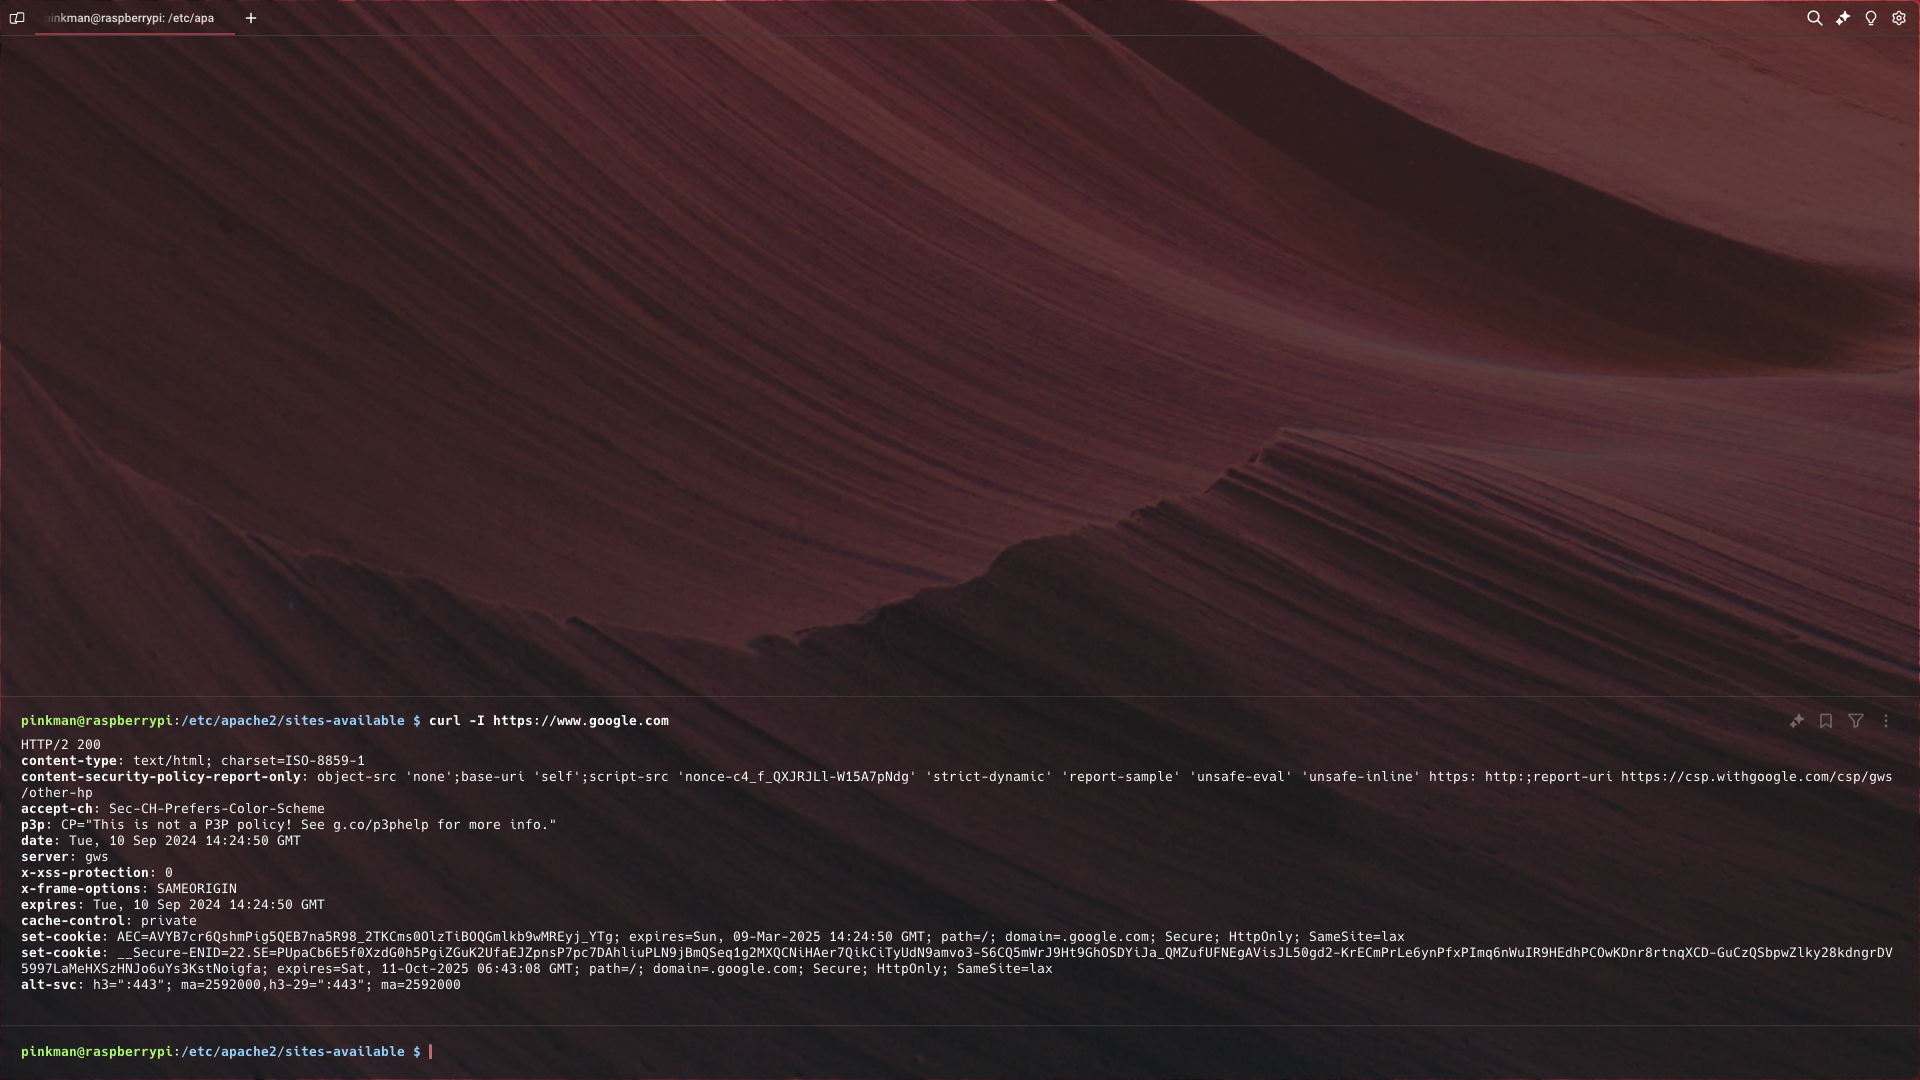 pinkman@raspberrypi: /etc/apa
pinkman@raspberrypi:/etc/apache2/sites-available $ curl -I https://www.google.com
HTTP/2 200
content-type: text/html; charset=ISO-8859-1
content-security-policy-report-only: object-src 'none';base-uri 'self';script-src 'nonce-c4_f_QXJRJLl-W15A7pNdg' 'strict-dynamic' 'report-sample' 'unsafe-eval' 'unsafe-inline' https: http:;report-uri https://csp.withgoogle.com/csp/gws
/other-hp
accept-ch: Sec-CH-Prefers-Color-Scheme
p3p: CP="This is not a P3P policy! See g.co/p3phelp for more info."
date: Tue, 10 Sep 2024 14:24:50 GMT
server: gws
x-xss-protection: 0
x-frame-options: SAMEORIGIN
expires: Tue, 10 Sep 2024 14:24:50 GMT
cache-control: private
set-cookie: AEC=AVYB7cr6QshmPig5QEB7na5R98_2TKCms0OlzTiBOQGmlkb9wMREyj_YTg; expires=Sun, 09-Mar-2025 14:24:50 GMT; path=/; domain=.google.com; Secure; HttpOnly; SameSite=lax
set-cookie: __Secure-ENID=22.SE=PUpaCb6E5f0XzdG0h5PgiZGuK2UfaEJZpnsP7pc7DAhliuPLN9jBmQSeq1g2MXQCNiHAer7QikCiTyUdN9amvo3-S6CQ5mWrJ9Ht9GhOSDYiJa_QMZufUFNEgAVisJL50gd2-KrECmPrLe6ynPfxPImq6nWuIR9HEdhPCOwKDnr8rtnqXCD-GuCzQSbpwZlky28kdngrDV
5997LaMeHXSzHNJo6uYs3KstNoigfa; expires=Sat, 11-Oct-2025 06:43:08 GMT; path=/; domain=.google.com; Secure; HttpOnly; SameSite=lax
alt-svc: h3=":443"; ma=2592000,h3-29=":443"; ma=2592000
pinkman@raspberrypi:/etc/apache2/sites-available $